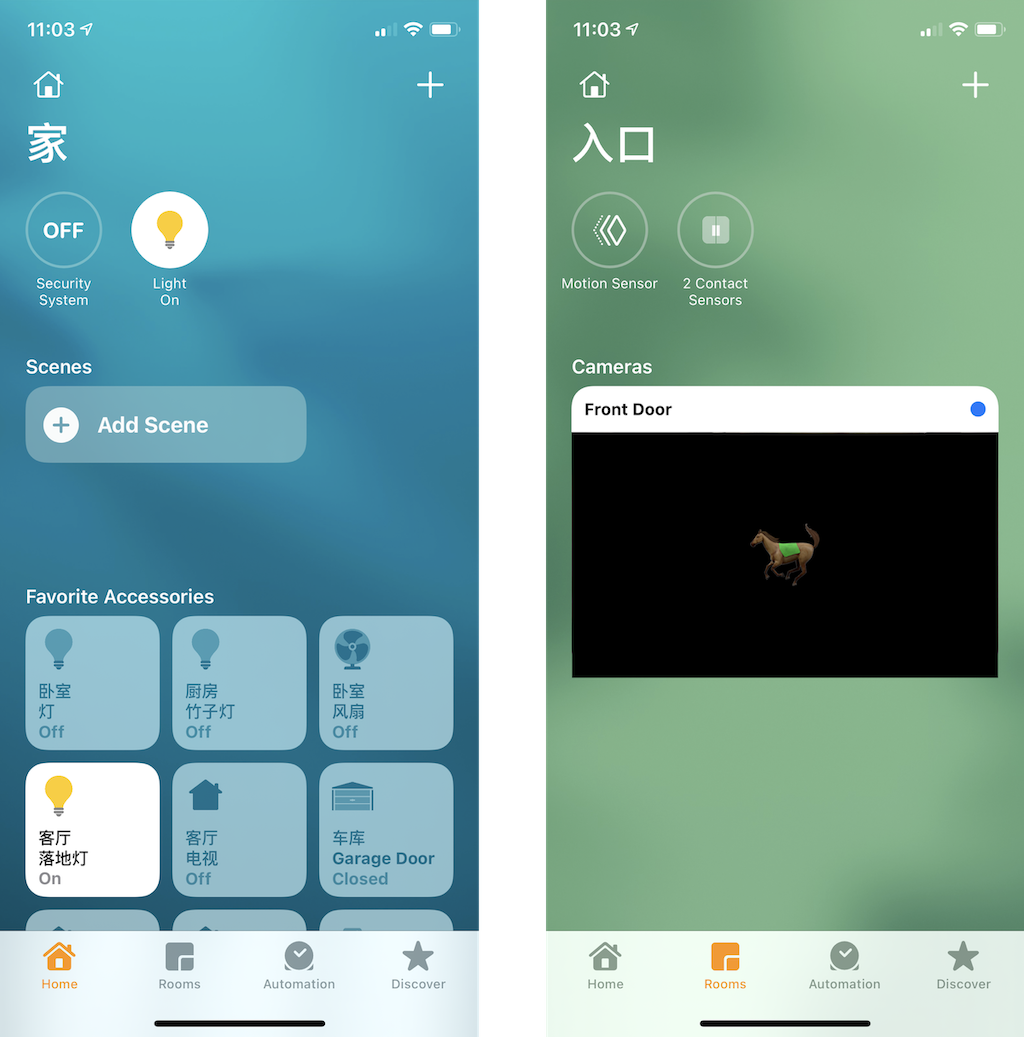 11:03
家
OFF
Security
System
Light
On
Scenes
Add Scene
Favorite Accessories
卧室
灯
Off
厨房
竹子灯
Off
卧室
风扇
Off
客厅
落地灯
On
客厅
电视
Off
车库
Garage Door
Closed
Home
Rooms
Automation
Discover
11:03
入口
Motion Sensor
2 Contact
Sensors
Cameras
Front Door
Home
Rooms
Automation
Discover